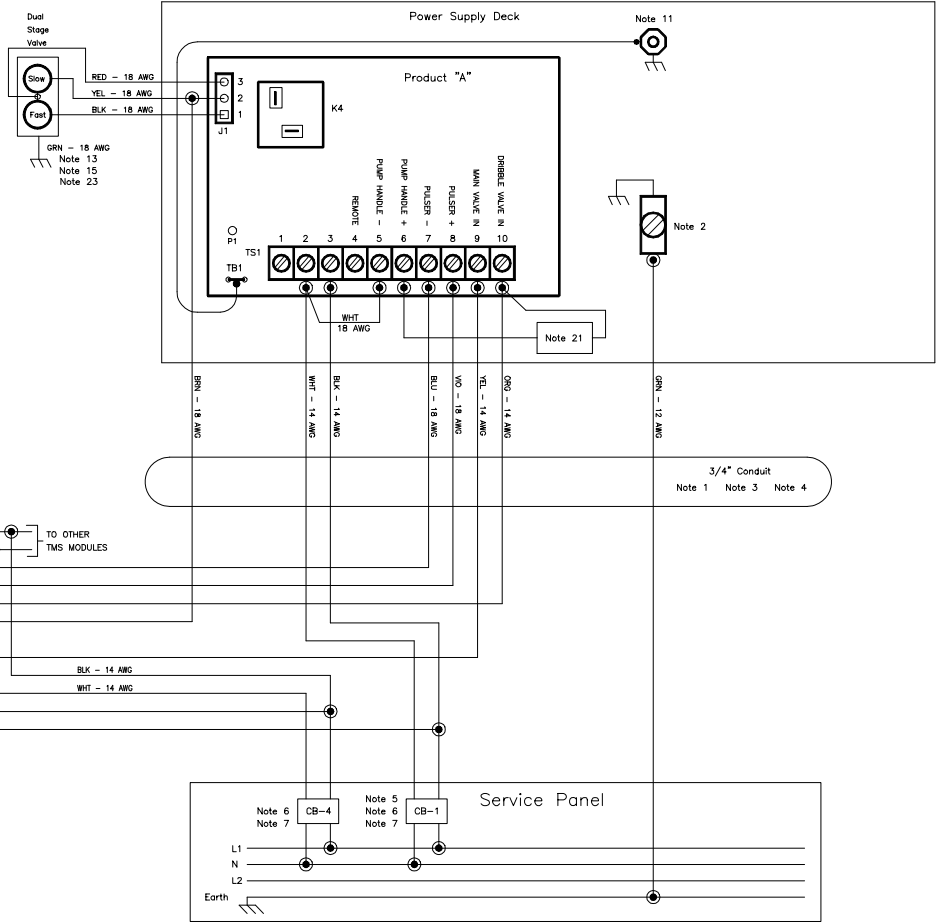 Dual
Stage
Valve
Power Supply Deck
Note 11
Slow
Fast
RED - 18 AWG
YEL - 18 AWG
BLK - 18 AWG
GRN - 18 AWG
Note 13
Note 15
Note 23
3
2
1
J1
Product "A"
K4
P1
TB1
TS1
REMOTE
PUMP HANDLE -
PUMP HANDLE +
PULSER -
PULSER +
MAIN VALVE IN
DRIBBLE VALVE IN
1 2 3 4 5 6 7 8 9 10
Note 2
WHT
18 AWG
Note 21
BRN - 18 AWG
WHT - 14 AWG
BLK - 14 AWG
BLU - 18 AWG
VIO - 18 AWG
YEL - 14 AWG
ORG - 14 AWG
GRN - 12 AWG
3/4" Conduit
Note 1 Note 3 Note 4
TO OTHER
TMS MODULES
BLK - 14 AWG
WHT - 14 AWG
Service Panel
Note 6
Note 7
CB-4
Note 5
Note 6
Note 7
CB-1
L1
N
L2
Earth